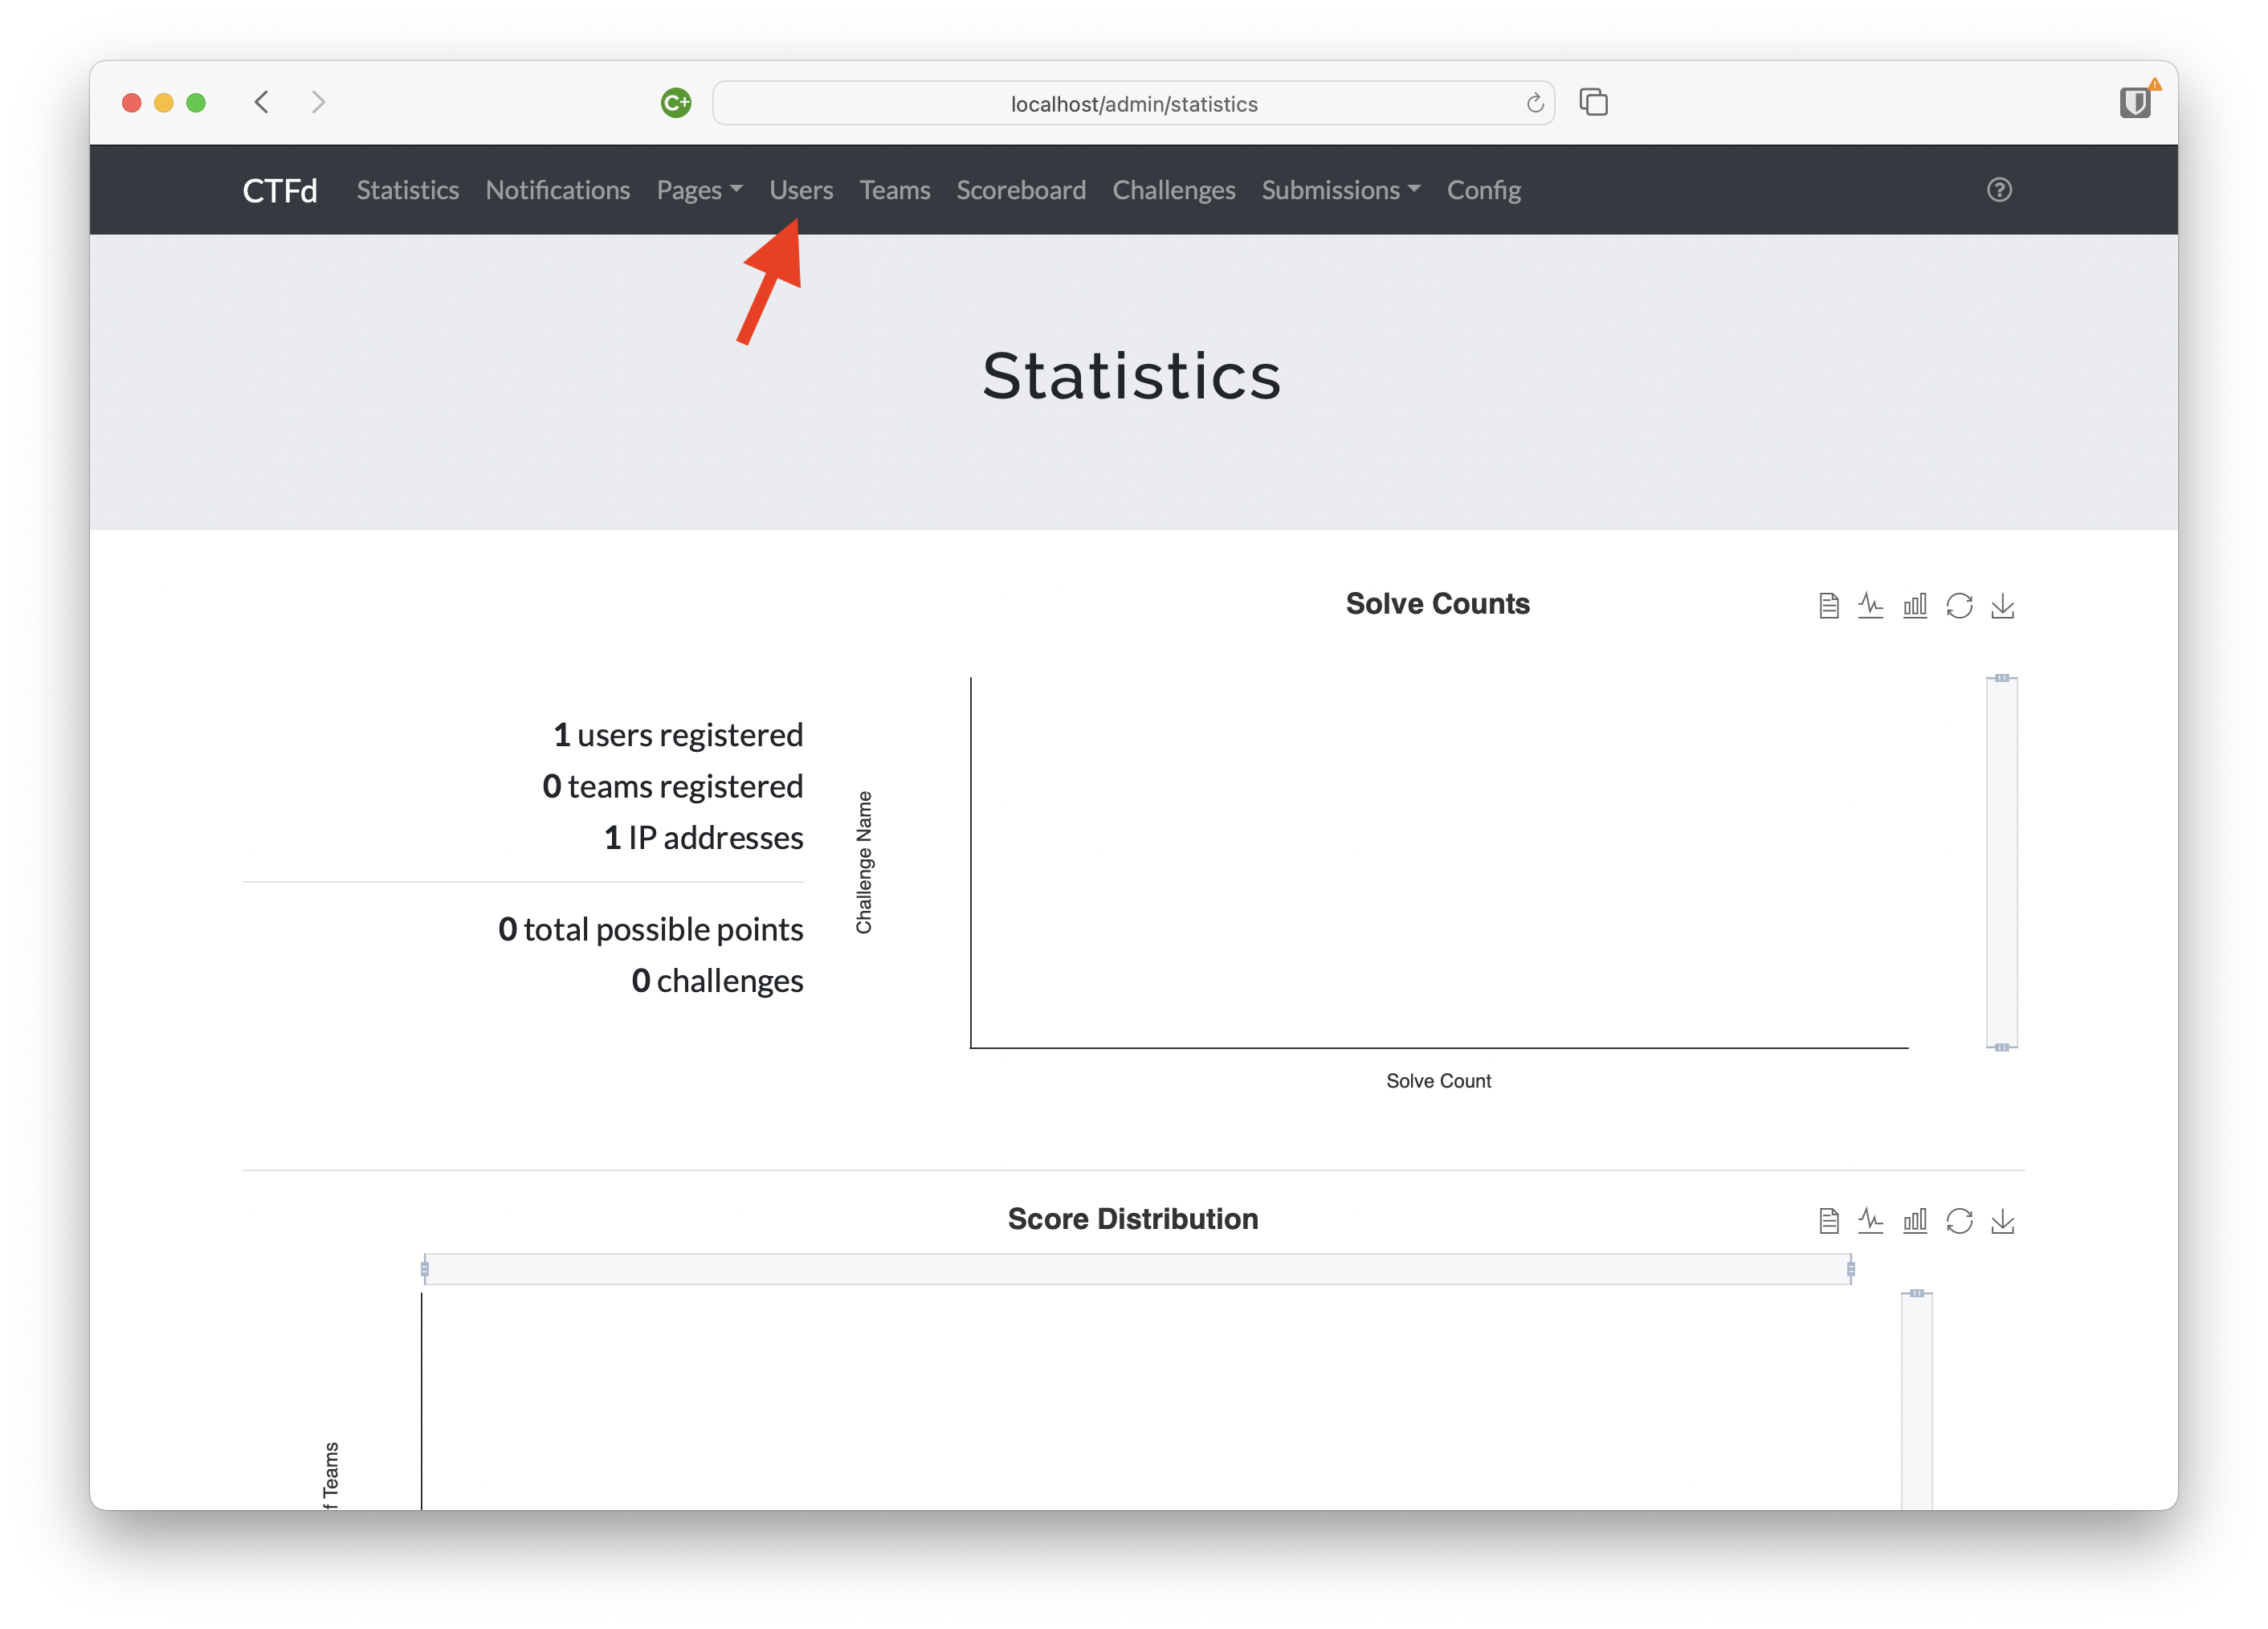 localhost/admin/statistics
CTFd Statistics Notifications Pages Users Teams Scoreboard Challenges Submissions Config
Statistics
Solve Counts
1 users registered
0 teams registered
1 IP addresses
0 total possible points
0 challenges
Challenge Name
Solve Count
Score Distribution
f Teams